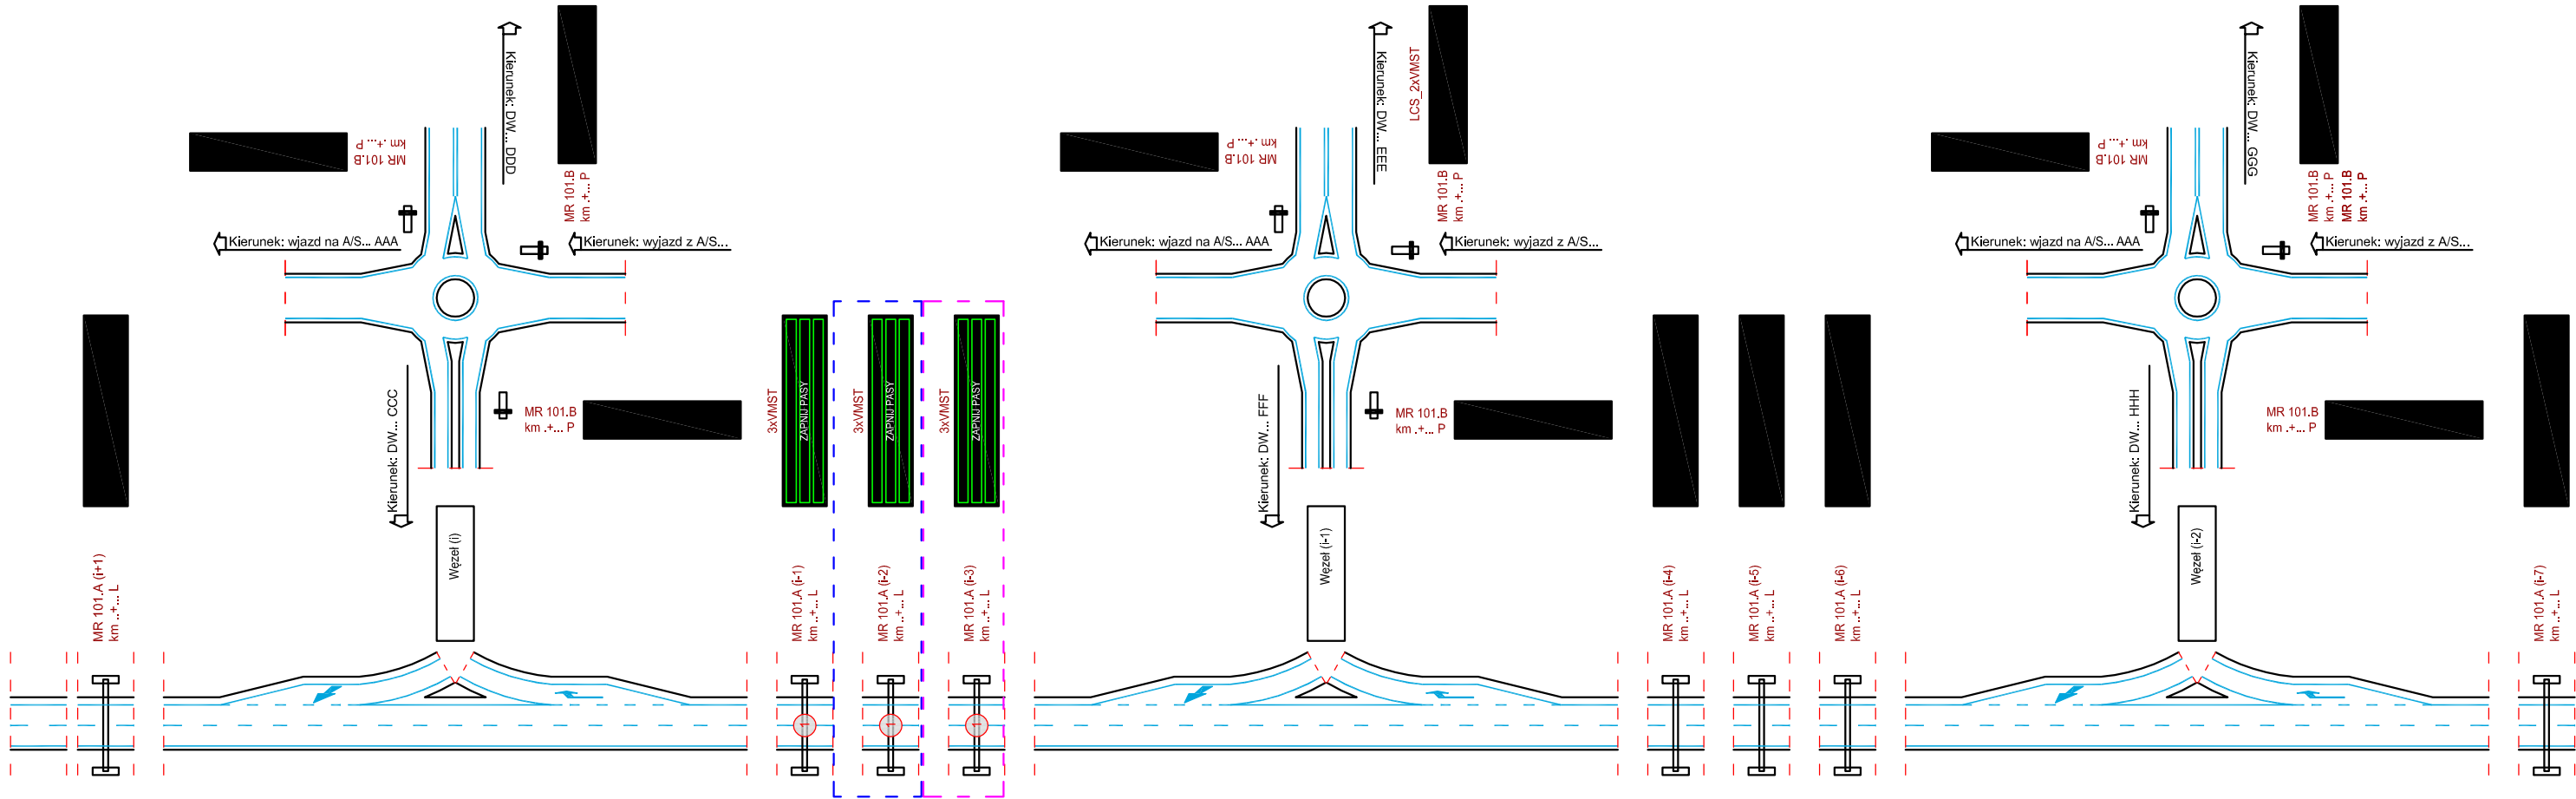 Kierunek: DW... DDD
MR 101.B
km .+... P
MR 101.B
km .+... P
Kierunek: wjazd na A/S... AAA
Kierunek: wyjazd z A/S...
Kierunek: DW... CCC
MR 101.B
km .+... P
Węzeł (i)
MR 101.A (i+1)
km ..+... L
3xVMST
ZAPNIJ PASY
MR 101.A (i-1)
km ..+... L
1
3xVMST
ZAPNIJ PASY
MR 101.A (i-2)
km ..+... L
1
3xVMST
ZAPNIJ PASY
MR 101.A (i-3)
km ..+... L
1
Kierunek: DW... EEE
LCS_2xVMST
MR 101.B
km .+... P
MR 101.B
km .+... P
Kierunek: wjazd na A/S... AAA
Kierunek: wyjazd z A/S...
Kierunek: DW... FFF
MR 101.B
km .+... P
Węzeł (i-1)
MR 101.A (i-4)
km ..+... L
MR 101.A (i-5)
km ..+... L
MR 101.A (i-6)
km ..+... L
Kierunek: DW... GGG
MR 101.B
km .+... P
MR 101.B
km .+... P
MR 101.B
km .+... P
Kierunek: wjazd na A/S... AAA
Kierunek: wyjazd z A/S...
Kierunek: DW... HHH
MR 101.B
km .+... P
Węzeł (i-2)
MR 101.A (i-7)
km ..+... L